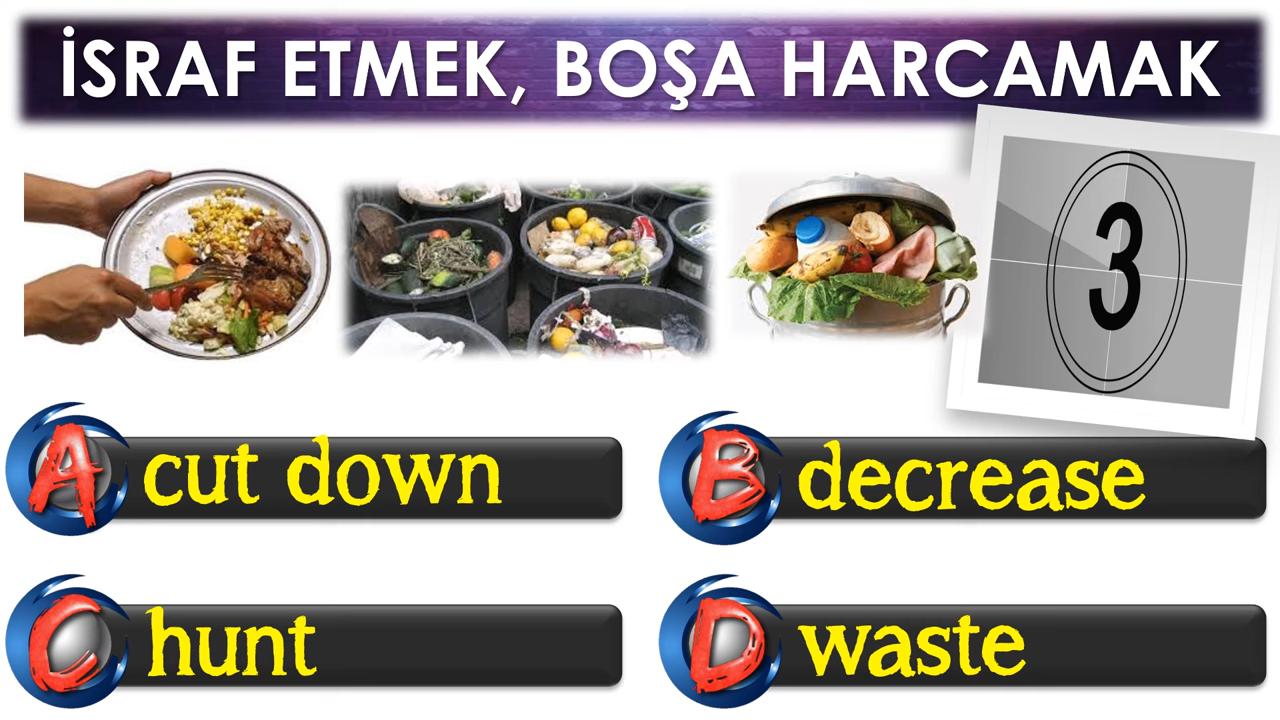 İSRAF ETMEK, BOŞA HARCAMAK
3
A cut down
B decrease
C hunt
D waste